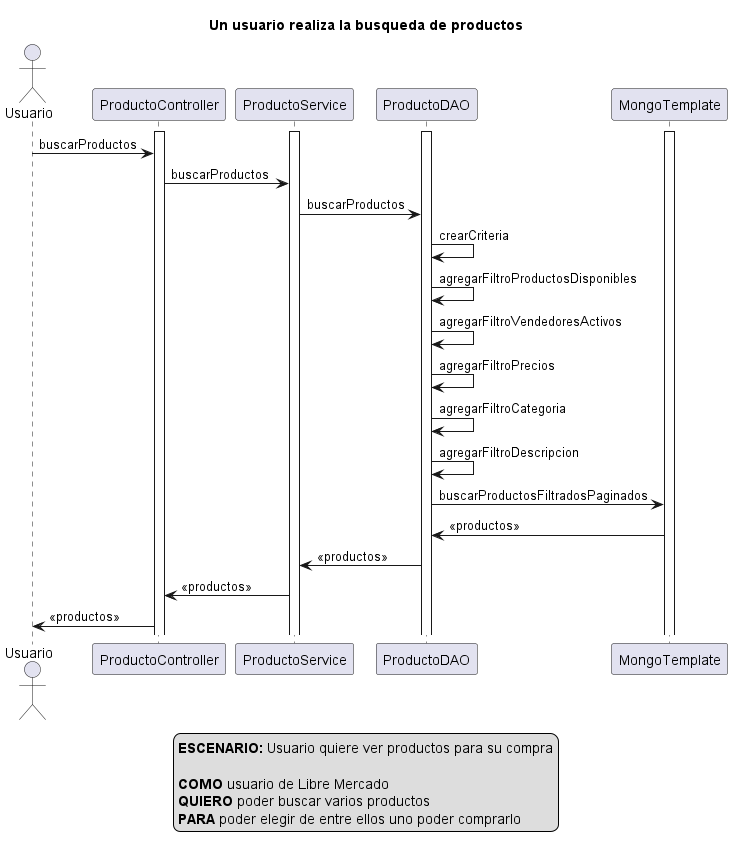 Un usuario realiza la busqueda de productos
Usuario
ProductoController
ProductoService
ProductoDAO
MongoTemplate
buscarProductos
buscarProductos
buscarProductos
crearCriteria
agregarFiltroProductosDisponibles
agregarFiltroVendedoresActivos
agregarFiltroPrecios
agregarFiltroCategoria
agregarFiltroDescripcion
buscarProductosFiltradosPaginados
«productos»
«productos»
«productos»
«productos»
Usuario
ProductoController
ProductoService
ProductoDAO
MongoTemplate
ESCENARIO: Usuario quiere ver productos para su compra
COMO usuario de Libre Mercado
QUIERO poder buscar varios productos
PARA poder elegir de entre ellos uno poder comprarlo